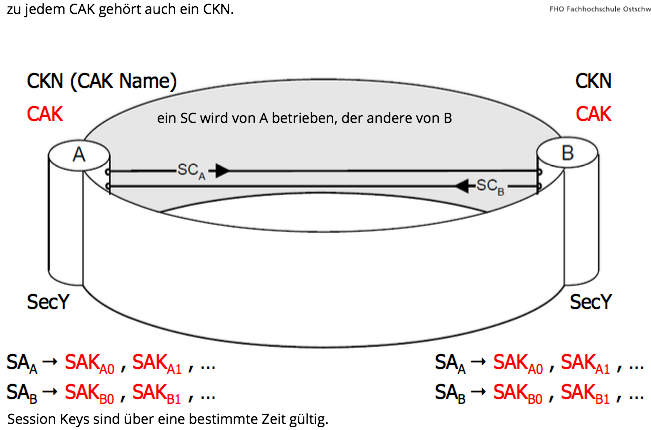 zu jedem CAK gehört auch ein CKN.
FHO Fachhochschule Ostschw
CKN (CAK Name)
CKN
CAK
CAK
ein SC wird von A betrieben, der andere von B
A
B
SCA
SCB
SecY
SecY
SAA → SAKA0 , SAKA1 , ...
SAA → SAKA0 , SAKA1 , ...
SAB → SAKB0 , SAKB1 , ...
SAB → SAKB0 , SAKB1 , ...
Session Keys sind über eine bestimmte Zeit gültig.